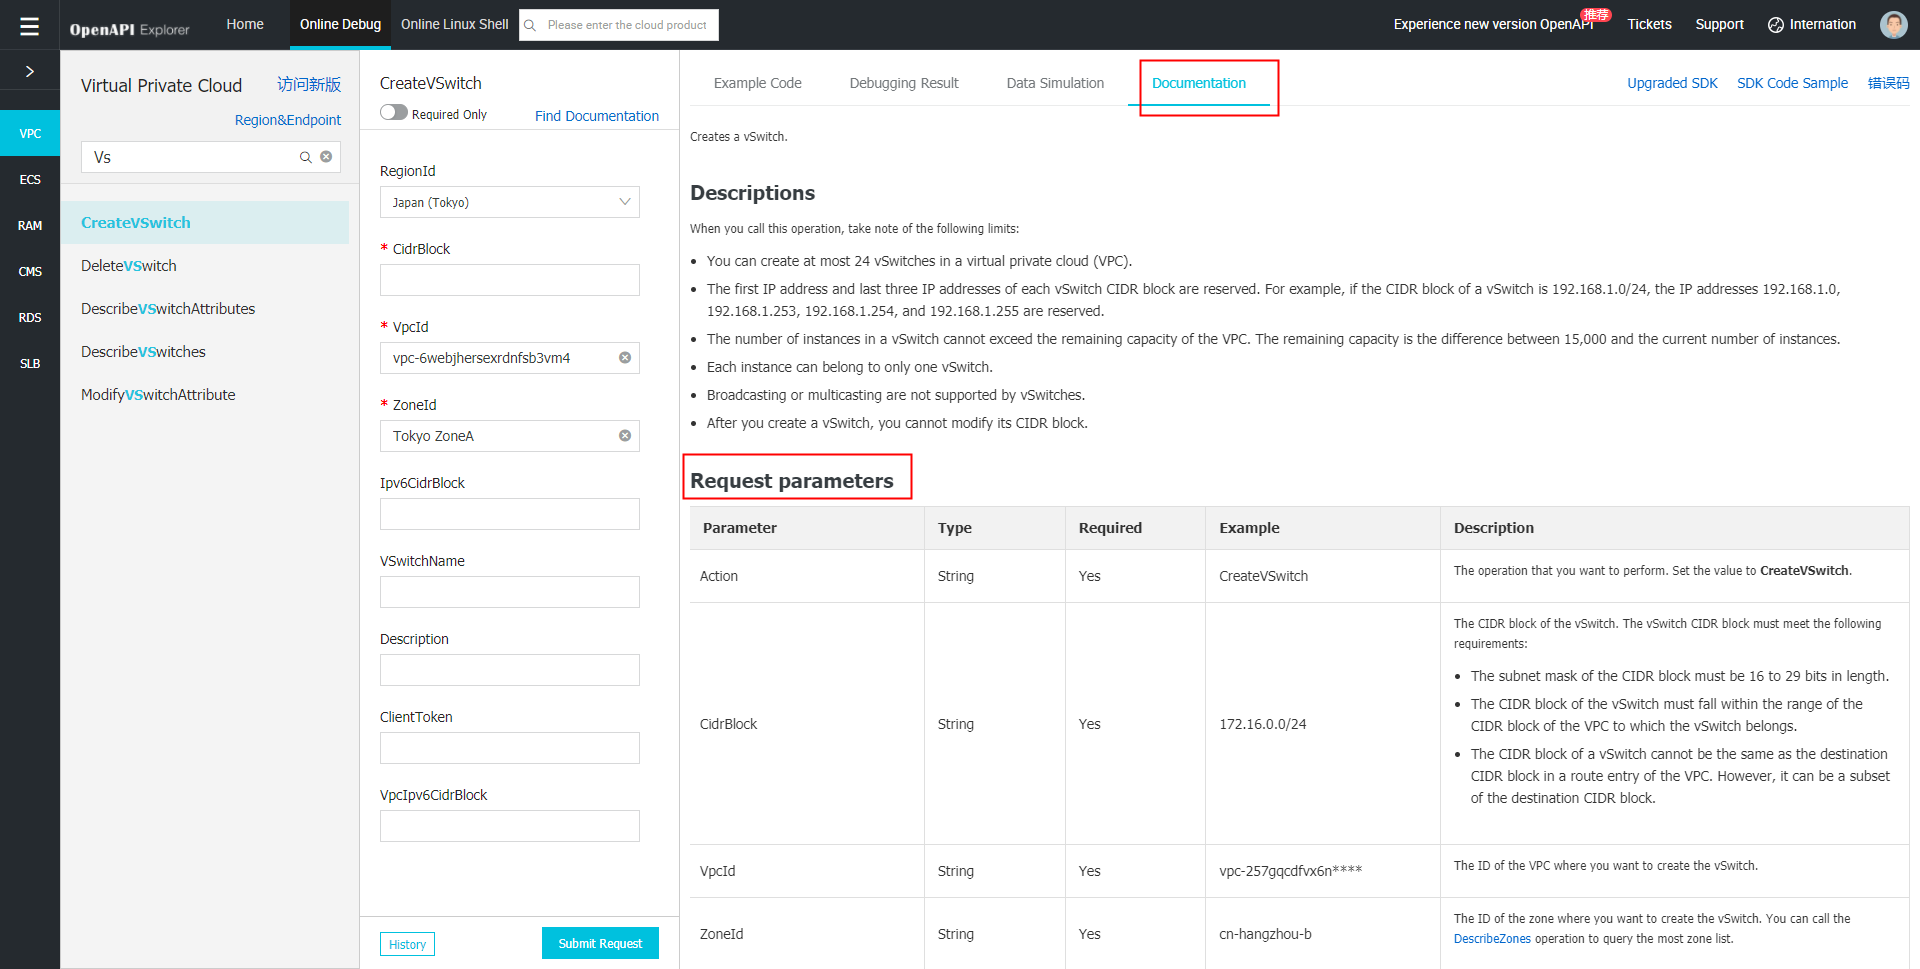 OpenAPI Explorer
Home
Online Debug
Online Linux Shell
Please enter the cloud product
Experience new version OpenAPI
推荐
Tickets
Support
Internation
VPC
ECS
RAM
CMS
RDS
SLB
Virtual Private Cloud
访问新版
Region&Endpoint
Vs
CreateVSwitch
DeleteVSwitch
DescribeVSwitchAttributes
DescribeVSwitches
ModifyVSwitchAttribute
CreateVSwitch
Required Only
Find Documentation
RegionId
Japan (Tokyo)
* CidrBlock
* VpcId
vpc-6webjhersexrdnfsb3vm4
* ZoneId
Tokyo ZoneA
Ipv6CidrBlock
VSwitchName
Description
ClientToken
VpcIpv6CidrBlock
History
Submit Request
Example Code
Debugging Result
Data Simulation
Documentation
Upgraded SDK
SDK Code Sample
错误码
Creates a vSwitch.
Descriptions
When you call this operation, take note of the following limits:
• You can create at most 24 vSwitches in a virtual private cloud (VPC).
• The first IP address and last three IP addresses of each vSwitch CIDR block are reserved. For example, if the CIDR block of a vSwitch is 192.168.1.0/24, the IP addresses 192.168.1.0,
192.168.1.253, 192.168.1.254, and 192.168.1.255 are reserved.
• The number of instances in a vSwitch cannot exceed the remaining capacity of the VPC. The remaining capacity is the difference between 15,000 and the current number of instances.
• Each instance can belong to only one vSwitch.
• Broadcasting or multicasting are not supported by vSwitches.
• After you create a vSwitch, you cannot modify its CIDR block.
Request parameters
Parameter Type Required Example Description
Action String Yes CreateVSwitch The operation that you want to perform. Set the value to CreateVSwitch.
The CIDR block of the vSwitch. The vSwitch CIDR block must meet the following
requirements:
• The subnet mask of the CIDR block must be 16 to 29 bits in length.
• The CIDR block of the vSwitch must fall within the range of the
CidrBlock String Yes 172.16.0.0/24 CIDR block of the VPC to which the vSwitch belongs.
• The CIDR block of a vSwitch cannot be the same as the destination
CIDR block in a route entry of the VPC. However, it can be a subset
of the destination CIDR block.
VpcId String Yes vpc-257gqcdfvx6n**** The ID of the VPC where you want to create the vSwitch.
The ID of the zone where you want to create the vSwitch. You can call the
ZoneId String Yes cn-hangzhou-b DescribeZones operation to query the most zone list.